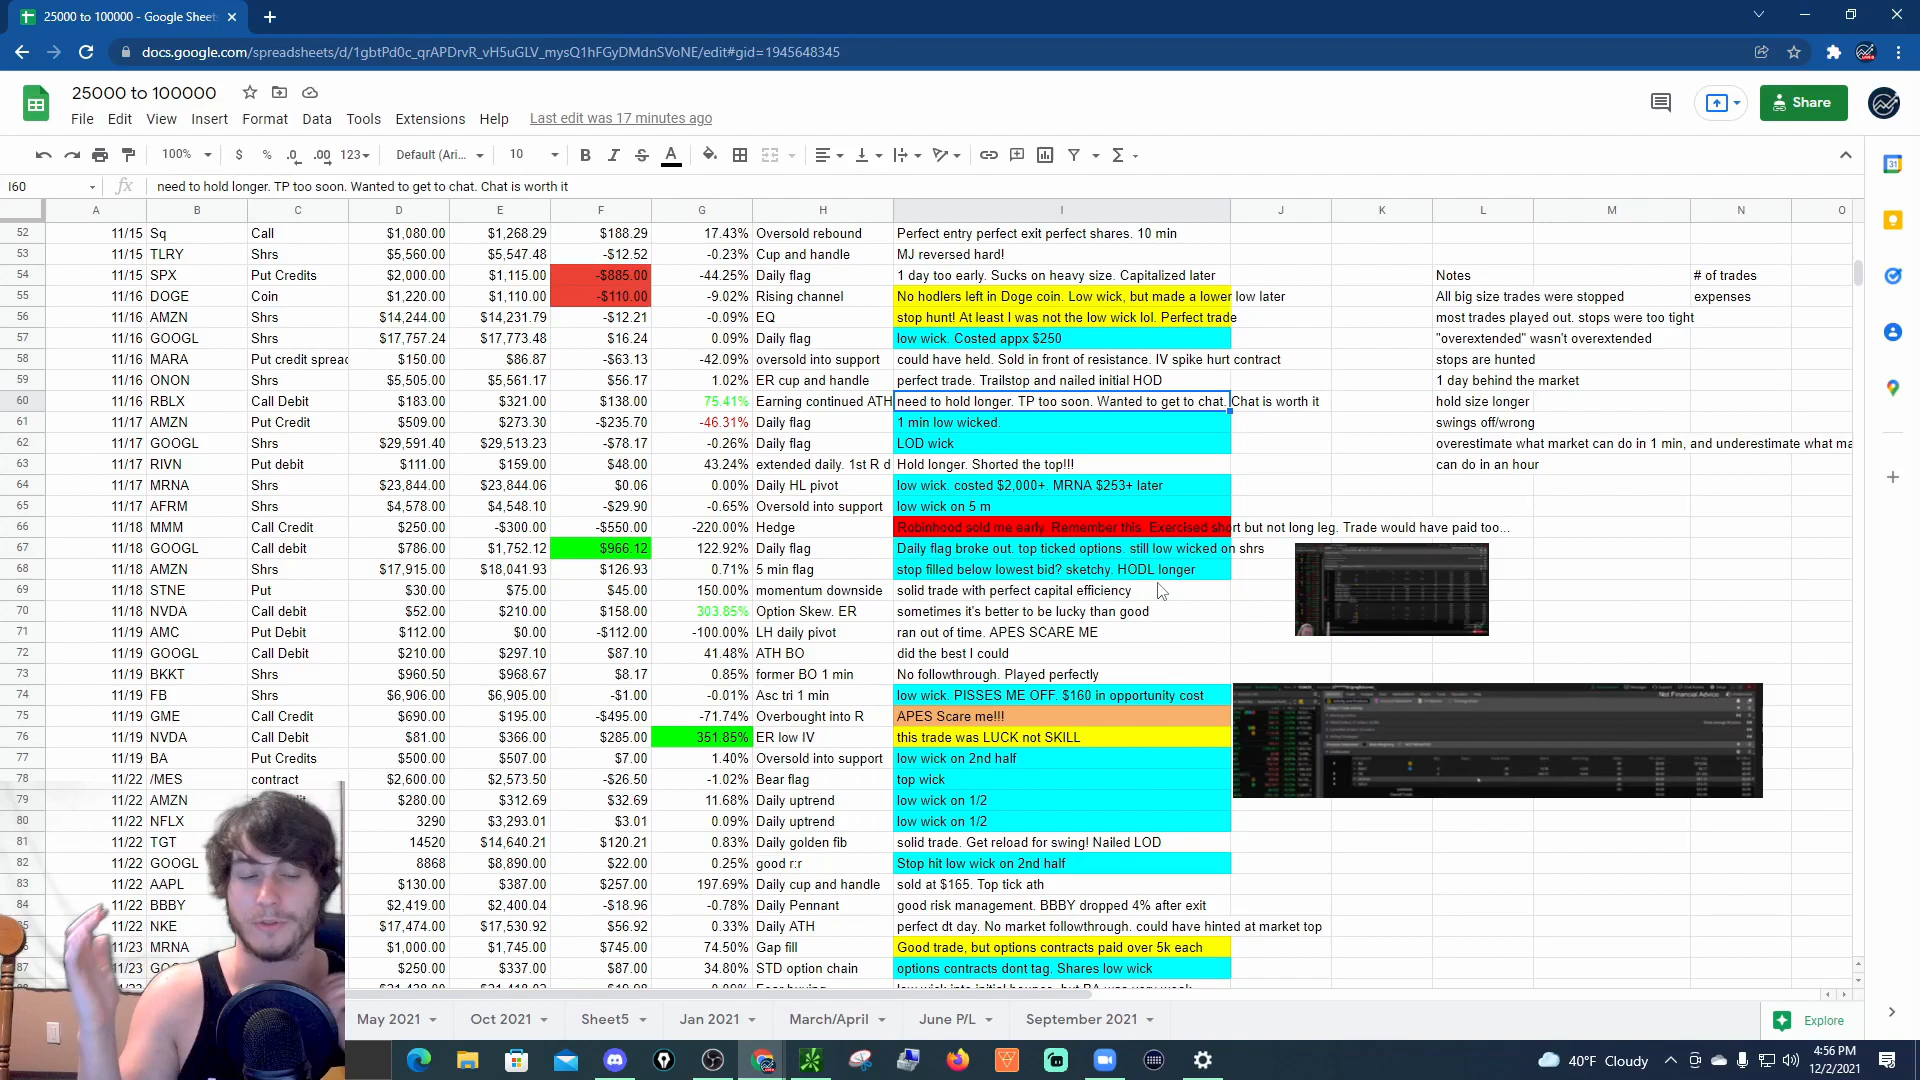 25000 to 100000 - Google Sheets
docs.google.com/spreadsheets/d/1gbtPd0c_qrAPDrvR_vH5uGLV_mysQ1hFGyDMdnSVoNE/edit#gid=1945648345
25000 to 100000
File Edit View Insert Format Data Tools Extensions Help Last edit was 17 minutes ago
Share
100% $ % .0 .00 123 Default (Ari... 10
I60 fx need to hold longer. TP too soon. Wanted to get to chat. Chat is worth it
A B C D E F G H I J K L M N O
52 11/15 Sq Call $1,080.00 $1,268.29 $188.29 17.43% Oversold rebound Perfect entry perfect exit perfect shares. 10 min
53 11/15 TLRY Shrs $5,560.00 $5,547.48 -$12.52 -0.23% Cup and handle MJ reversed hard!
54 11/15 SPX Put Credits $2,000.00 $1,115.00 -$885.00 -44.25% Daily flag 1 day too early. Sucks on heavy size. Capitalized later Notes # of trades
55 11/16 DOGE Coin $1,220.00 $1,110.00 -$110.00 -9.02% Rising channel No hodlers left in Doge coin. Low wick, but made a lower low later All big size trades were stopped expenses
56 11/16 AMZN Shrs $14,244.00 $14,231.79 -$12.21 -0.09% EQ stop hunt! At least I was not the low wick lol. Perfect trade most trades played out. stops were too tight
57 11/16 GOOGL Shrs $17,757.24 $17,773.48 $16.24 0.09% Daily flag low wick. Costed appx $250 "overextended" wasn't overextended
58 11/16 MARA Put credit spreac $150.00 $86.87 -$63.13 -42.09% oversold into support could have held. Sold in front of resistance. IV spike hurt contract stops are hunted
59 11/16 ONON Shrs $5,505.00 $5,561.17 $56.17 1.02% ER cup and handle perfect trade. Trailstop and nailed initial HOD 1 day behind the market
60 11/16 RBLX Call Debit $183.00 $321.00 $138.00 75.41% Earning continued ATH need to hold longer. TP too soon. Wanted to get to chat. Chat is worth it hold size longer
61 11/17 AMZN Put Credit $509.00 $273.30 -$235.70 -46.31% Daily flag 1 min low wicked. swings off/wrong
62 11/17 GOOGL Shrs $29,591.40 $29,513.23 -$78.17 -0.26% Daily flag LOD wick overestimate what market can do in 1 min, and underestimate what ma
63 11/17 RIVN Put debit $111.00 $159.00 $48.00 43.24% extended daily. 1st R d Hold longer. Shorted the top!!! can do in an hour
64 11/17 MRNA Shrs $23,844.00 $23,844.06 $0.06 0.00% Daily HL pivot low wick. costed $2,000+. MRNA $253+ later
65 11/17 AFRM Shrs $4,578.00 $4,548.10 -$29.90 -0.65% Oversold into support low wick on 5 m
66 11/18 MMM Call Credit $250.00 -$300.00 -$550.00 -220.00% Hedge Robinhood sold me early. Remember this. Exercised short but not long leg. Trade would have paid too...
67 11/18 GOOGL Call debit $786.00 $1,752.12 $966.12 122.92% Daily flag Daily flag broke out. top ticked options. still low wicked on shrs
68 11/18 AMZN Shrs $17,915.00 $18,041.93 $126.93 0.71% 5 min flag stop filled below lowest bid? sketchy. HODL longer
69 11/18 STNE Put $30.00 $75.00 $45.00 150.00% momentum downside solid trade with perfect capital efficiency
70 11/18 NVDA Call debit $52.00 $210.00 $158.00 303.85% Option Skew. ER sometimes it's better to be lucky than good
71 11/19 AMC Put Debit $112.00 $0.00 -$112.00 -100.00% LH daily pivot ran out of time. APES SCARE ME
72 11/19 GOOGL Call Debit $210.00 $297.10 $87.10 41.48% ATH BO did the best I could
73 11/19 BKKT Shrs $960.50 $968.67 $8.17 0.85% former BO 1 min No followthrough. Played perfectly
74 11/19 FB Shrs $6,906.00 $6,905.00 -$1.00 -0.01% Asc tri 1 min low wick. PISSES ME OFF. $160 in opportunity cost
75 11/19 GME Call Credit $690.00 $195.00 -$495.00 -71.74% Overbought into R APES Scare me!!!
76 11/19 NVDA Call Debit $81.00 $366.00 $285.00 351.85% ER low IV this trade was LUCK not SKILL
77 11/19 BA Put Credits $500.00 $507.00 $7.00 1.40% Oversold into support low wick on 2nd half
78 11/22 /MES contract $2,600.00 $2,573.50 -$26.50 -1.02% Bear flag top wick
79 11/22 AMZN $280.00 $312.69 $32.69 11.68% Daily uptrend low wick on 1/2
80 11/22 NFLX 3290 $3,293.01 $3.01 0.09% Daily uptrend low wick on 1/2
81 11/22 TGT 14520 $14,640.21 $120.21 0.83% Daily golden fib solid trade. Get reload for swing! Nailed LOD
82 11/22 GOOGL 8868 $8,890.00 $22.00 0.25% good r:r Stop hit low wick on 2nd half
83 11/22 AAPL $130.00 $387.00 $257.00 197.69% Daily cup and handle sold at $165. Top tick ath
84 11/22 BBBY $2,419.00 $2,400.04 -$18.96 -0.78% Daily Pennant good risk management. BBBY dropped 4% after exit
11/22 NKE $17,474.00 $17,530.92 $56.92 0.33% Daily ATH perfect dt day. No market followthrough. could have hinted at market top
11/23 MRNA $1,000.00 $1,745.00 $745.00 74.50% Gap fill Good trade, but options contracts paid over 5k each
87 11/23 $250.00 $337.00 $87.00 34.80% STD option chain options contracts dont tag. Shares low wick
Not Financial Advice
May 2021 Oct 2021 Sheet5 Jan 2021 March/April June P/L September 2021 Explore
40°F Cloudy 4:56 PM
12/2/2021